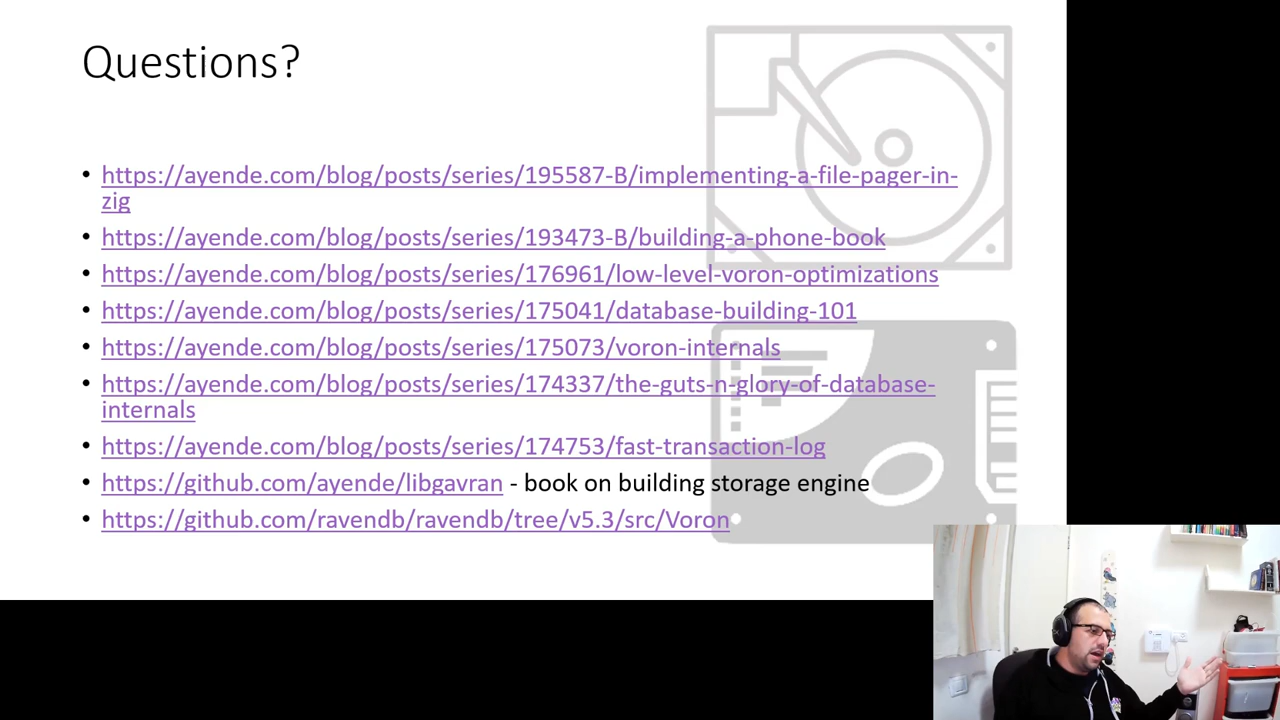 Questions?
• https://ayende.com/blog/posts/series/195587-B/implementing-a-file-pager-in-
zig
• https://ayende.com/blog/posts/series/193473-B/building-a-phone-book
• https://ayende.com/blog/posts/series/176961/low-level-voron-optimizations
• https://ayende.com/blog/posts/series/175041/database-building-101
• https://ayende.com/blog/posts/series/175073/voron-internals
• https://ayende.com/blog/posts/series/174337/the-guts-n-glory-of-database-
internals
• https://ayende.com/blog/posts/series/174753/fast-transaction-log
• https://github.com/ayende/libgavran - book on building storage engine
• https://github.com/ravendb/ravendb/tree/v5.3/src/Voron